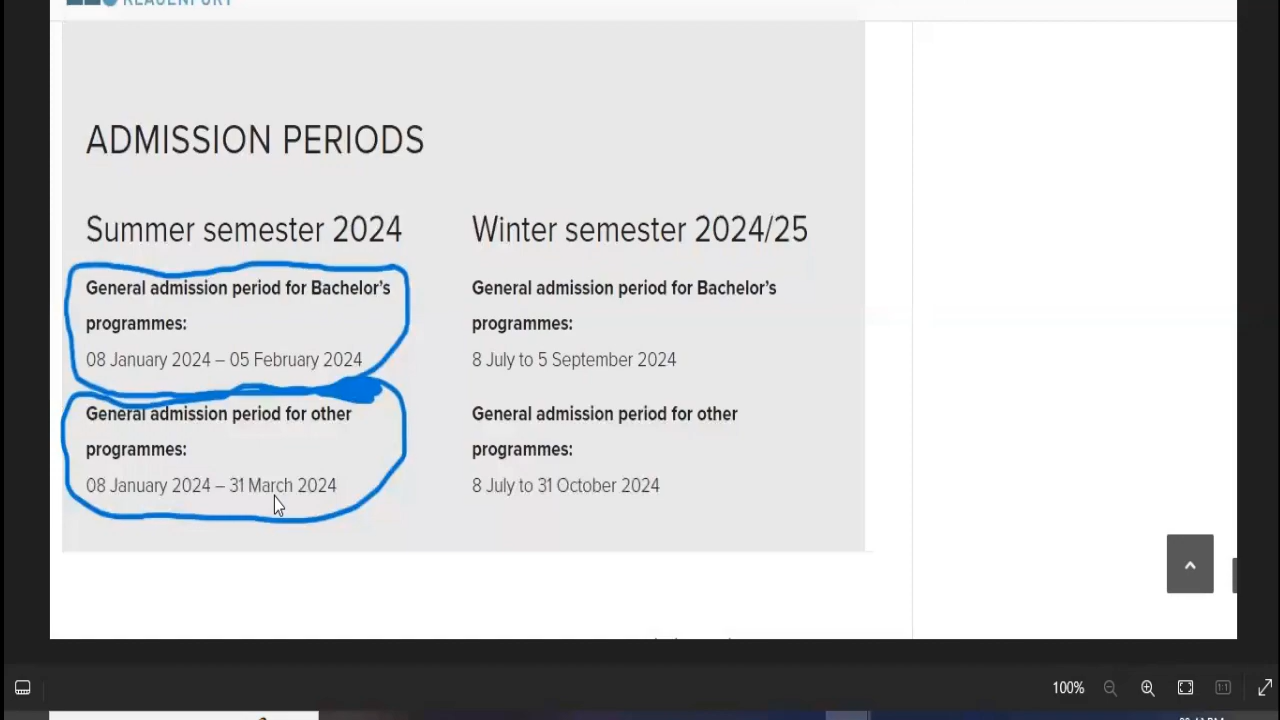 ADMISSION PERIODS
Summer semester 2024
General admission period for Bachelor's
programmes:
08 January 2024 – 05 February 2024
General admission period for other
programmes:
08 January 2024 – 31 March 2024
Winter semester 2024/25
General admission period for Bachelor's
programmes:
8 July to 5 September 2024
General admission period for other
programmes:
8 July to 31 October 2024
100%
1:1